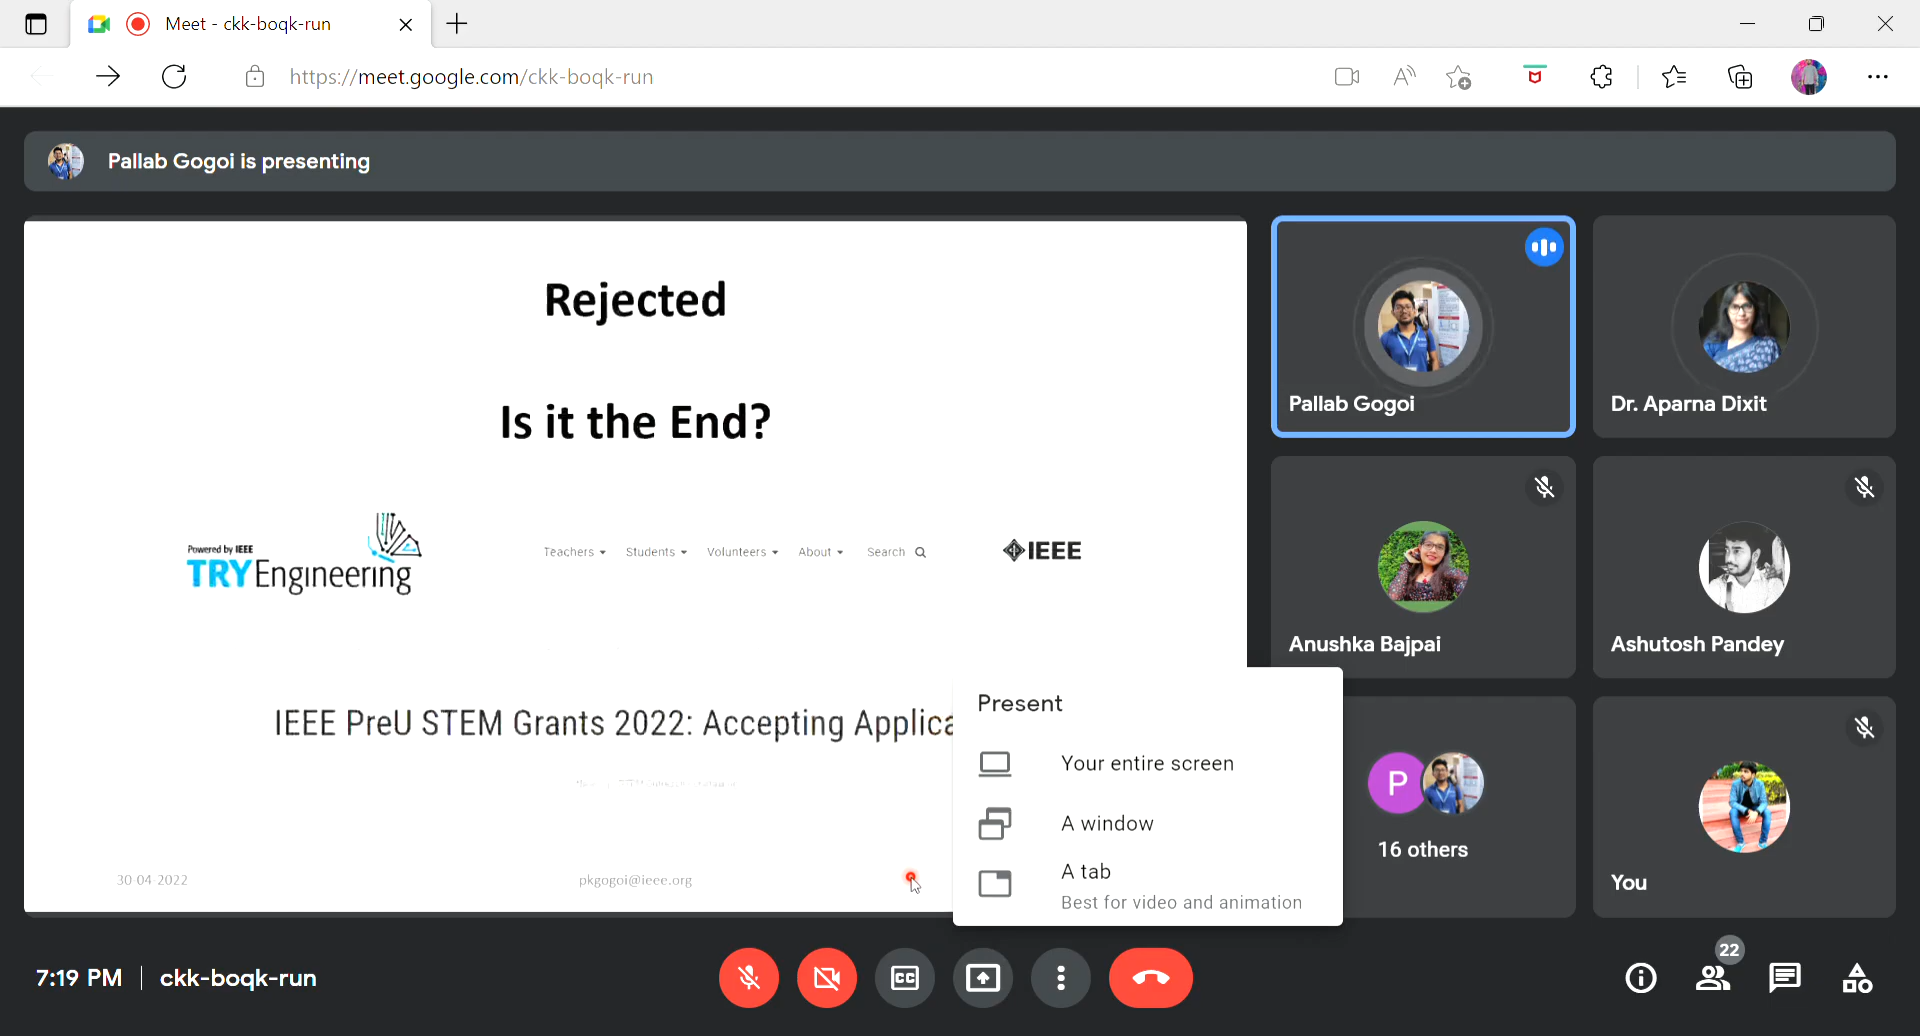 Meet - ckk-boqk-run
https://meet.google.com/ckk-boqk-run
Pallab Gogoi is presenting
Rejected
Is it the End?
Powered by IEEE
TRYEngineering
Teachers Students Volunteers About Search
IEEE
IEEE PreU STEM Grants 2022: Accepting Applica
30-04-2022
pkgogoi@ieee.org
Present
Your entire screen
A window
A tab
Best for video and animation
Pallab Gogoi
Dr. Aparna Dixit
Anushka Bajpai
Ashutosh Pandey
P
16 others
You
7:19 PM ckk-boqk-run
CC
22